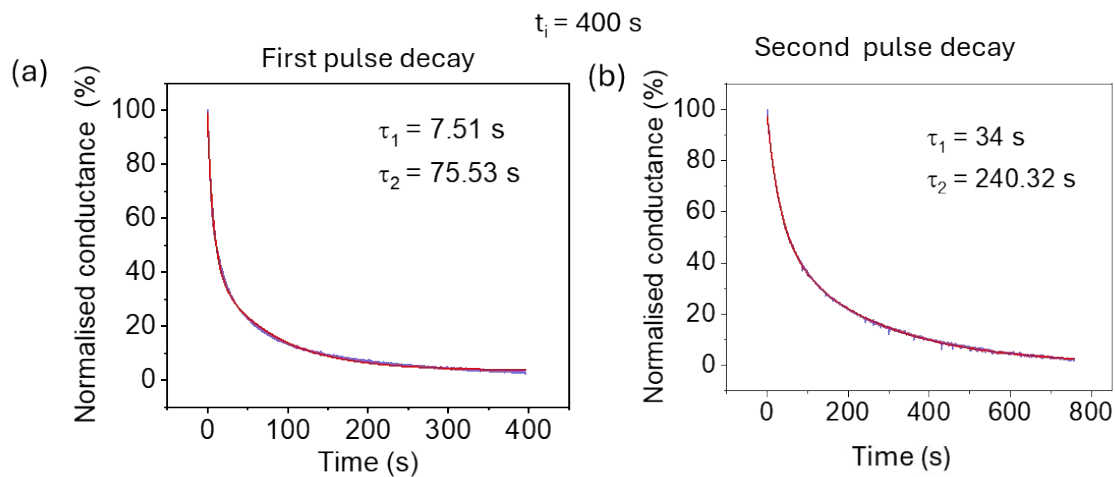 t_i = 400 s
(a)
First pulse decay
Normalised conductance (%)
100
80
60
40
20
0
τ₁ = 7.51 s
τ₂ = 75.53 s
0 100 200 300 400
Time (s)
(b)
Second pulse decay
Normalised conductance (%)
100
80
60
40
20
0
τ₁ = 34 s
τ₂ = 240.32 s
0 200 400 600 800
Time (s)